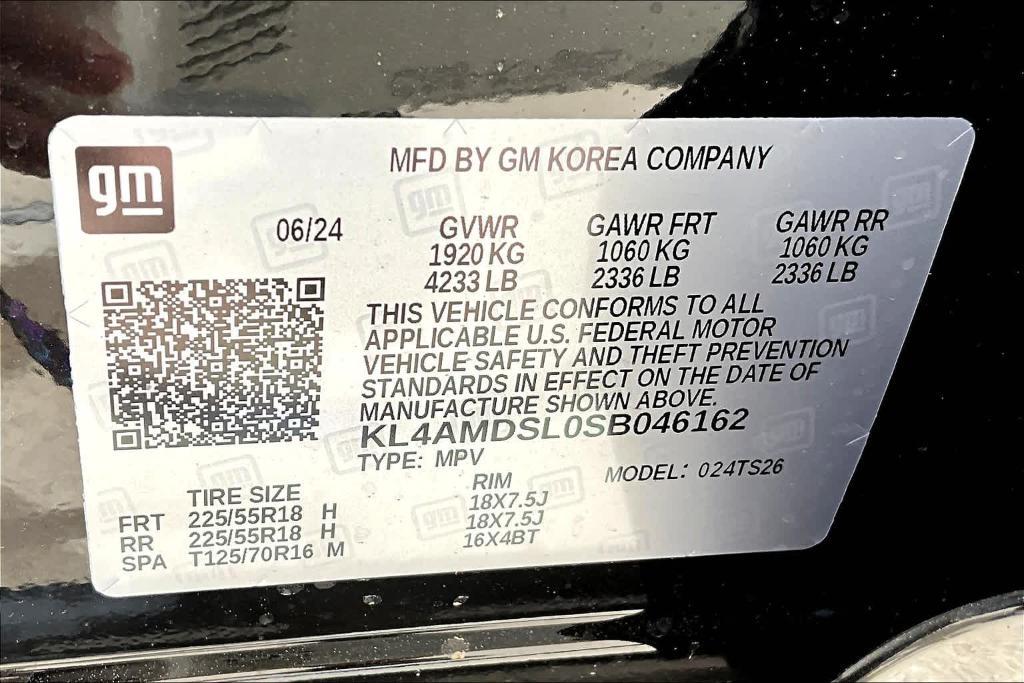 gm
MFD BY GM KOREA COMPANY
06/24
GVWR GAWR FRT GAWR RR
1920 KG 1060 KG 1060 KG
4233 LB 2336 LB 2336 LB
THIS VEHICLE CONFORMS TO ALL
APPLICABLE U.S. FEDERAL MOTOR
VEHICLE SAFETY AND THEFT PREVENTION
STANDARDS IN EFFECT ON THE DATE OF
MANUFACTURE SHOWN ABOVE.
KL4AMDSL0SB046162
TYPE: MPV MODEL: 024TS26
TIRE SIZE RIM
FRT 225/55R18 H 18X7.5J
RR 225/55R18 H 18X7.5J
SPA T125/70R16 M 16X4BT